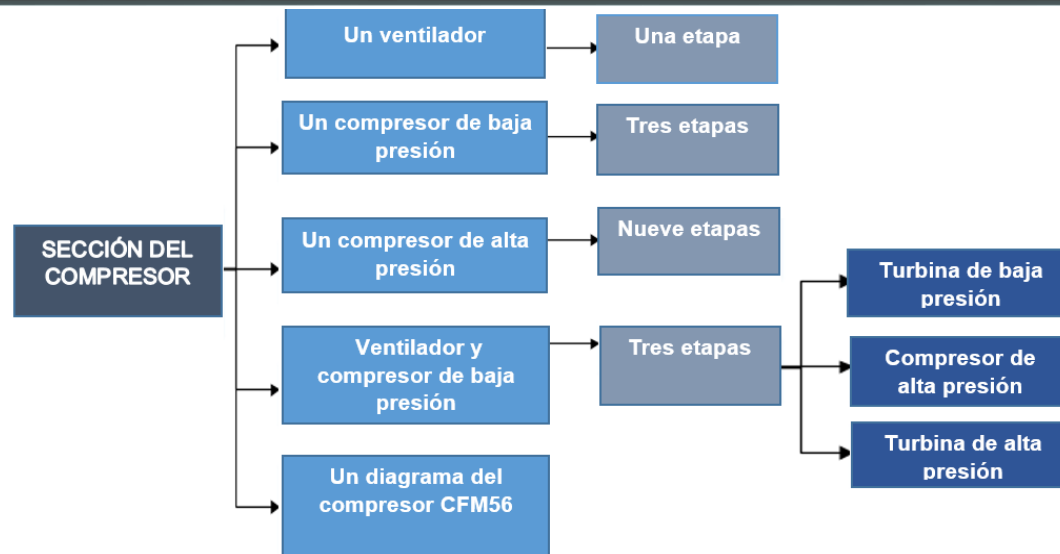 Un ventilador
Una etapa
Un compresor de baja
presión
Tres etapas
SECCIÓN DEL
COMPRESOR
Un compresor de alta
presión
Nueve etapas
Turbina de baja
presión
Ventilador y
compresor de baja
presión
Tres etapas
Compresor de
alta presión
Turbina de alta
presión
Un diagrama del
compresor CFM56